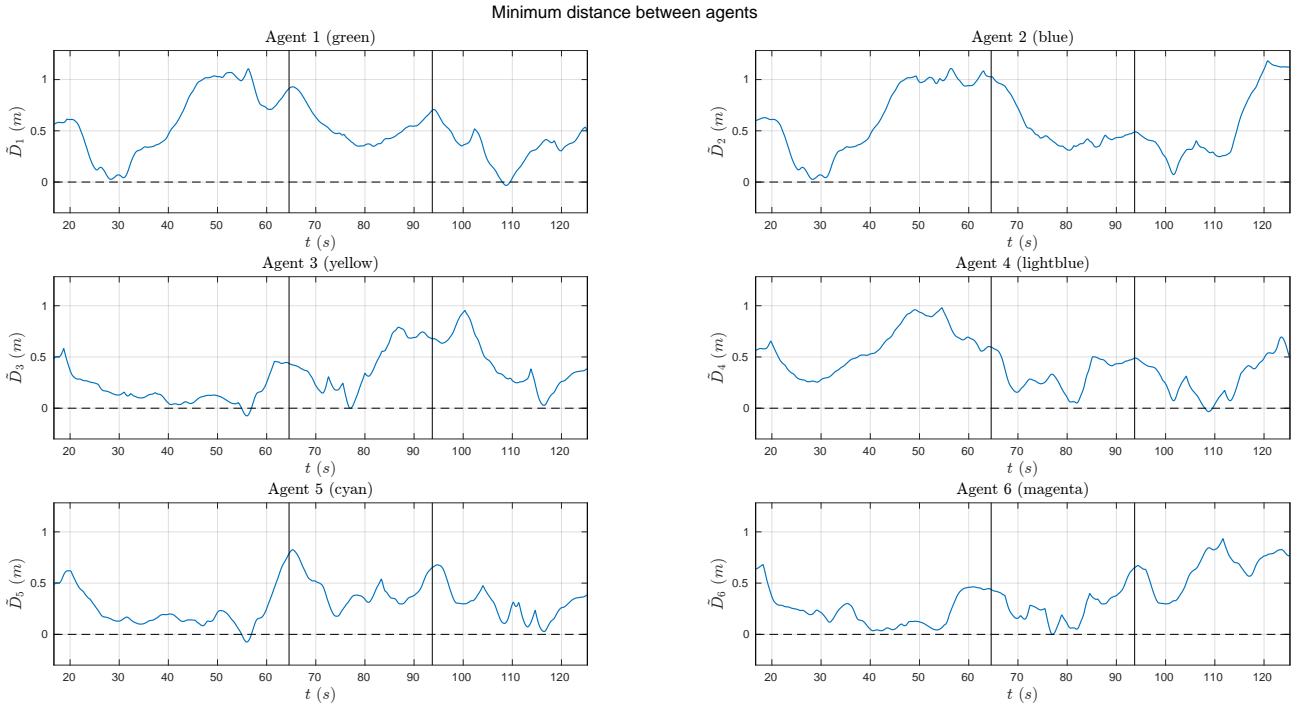 Minimum distance between agents
Agent 1 (green)
1
0.5
0
D̃₁ (m)
20 30 40 50 60 70 80 90 100 110 120
t (s)
Agent 2 (blue)
1
0.5
0
D̃₂ (m)
20 30 40 50 60 70 80 90 100 110 120
t (s)
Agent 3 (yellow)
1
0.5
0
D̃₃ (m)
20 30 40 50 60 70 80 90 100 110 120
t (s)
Agent 4 (lightblue)
1
0.5
0
D̃₄ (m)
20 30 40 50 60 70 80 90 100 110 120
t (s)
Agent 5 (cyan)
1
0.5
0
D̃₅ (m)
20 30 40 50 60 70 80 90 100 110 120
t (s)
Agent 6 (magenta)
1
0.5
0
D̃₆ (m)
20 30 40 50 60 70 80 90 100 110 120
t (s)